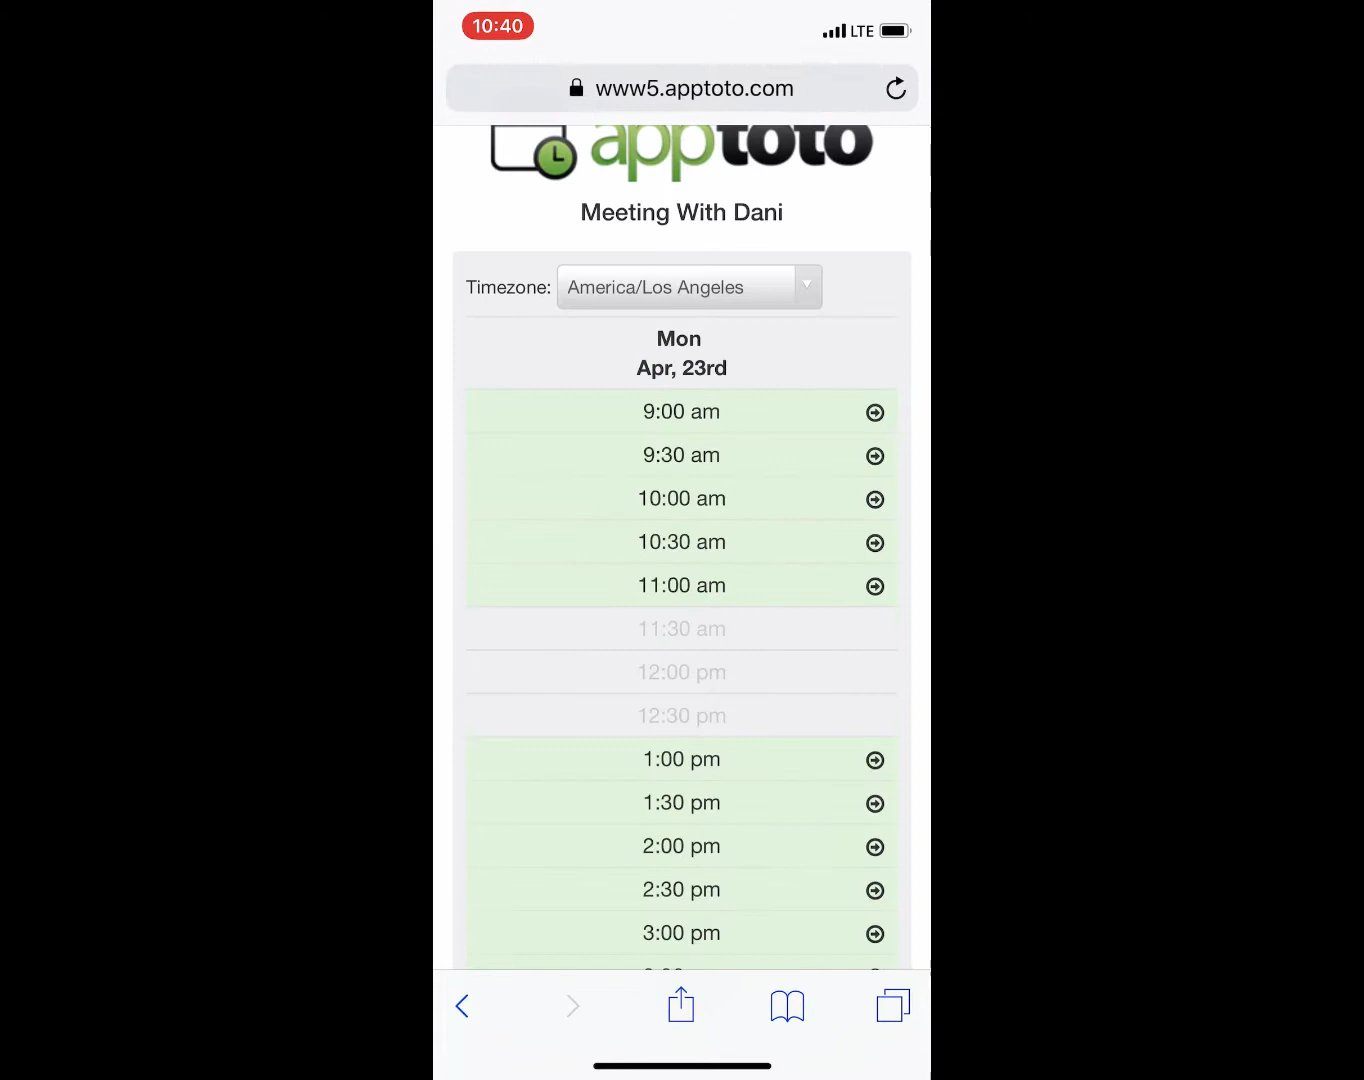 10:40
LTE
www5.apptoto.com
apptoto
Meeting With Dani
Timezone: America/Los Angeles
Mon
Apr, 23rd
9:00 am
9:30 am
10:00 am
10:30 am
11:00 am
11:30 am
12:00 pm
12:30 pm
1:00 pm
1:30 pm
2:00 pm
2:30 pm
3:00 pm